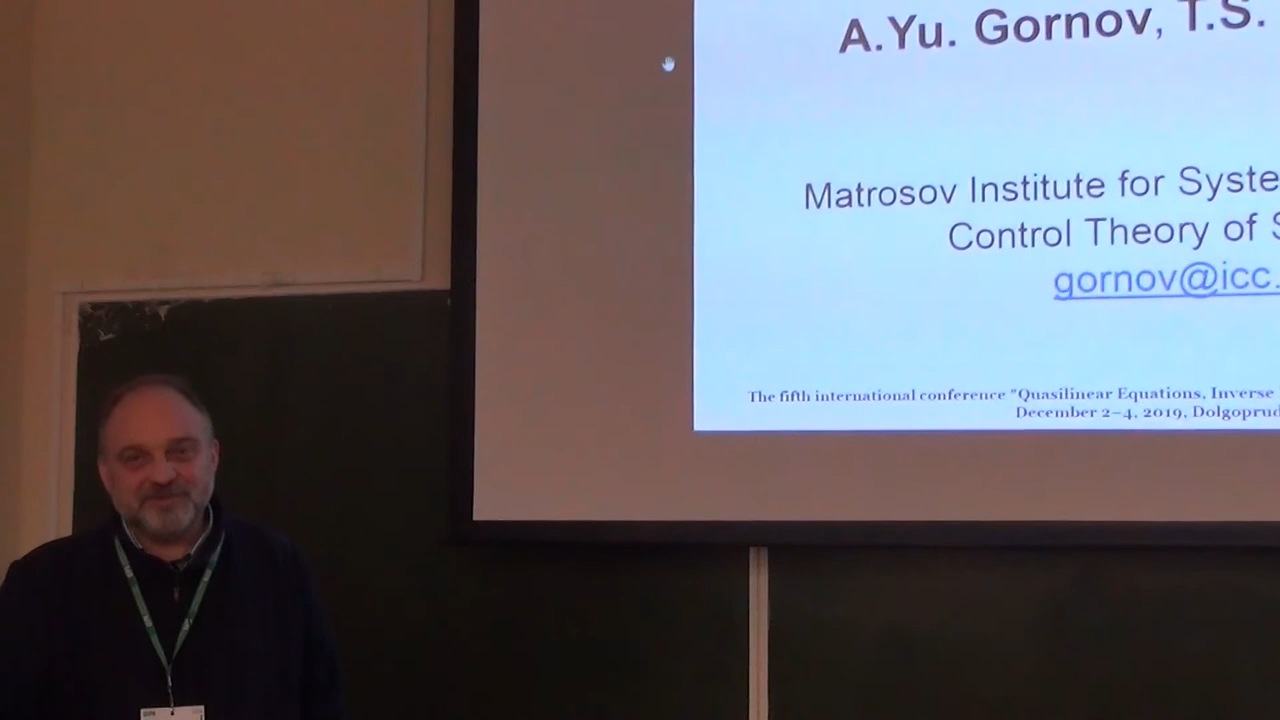 A.Yu. Gornov, T.S.
Matrosov Institute for Syste
Control Theory of S
gornov@icc.
The fifth international conference "Quasilinear Equations, Inverse
December 2–4, 2019, Dolgoprud